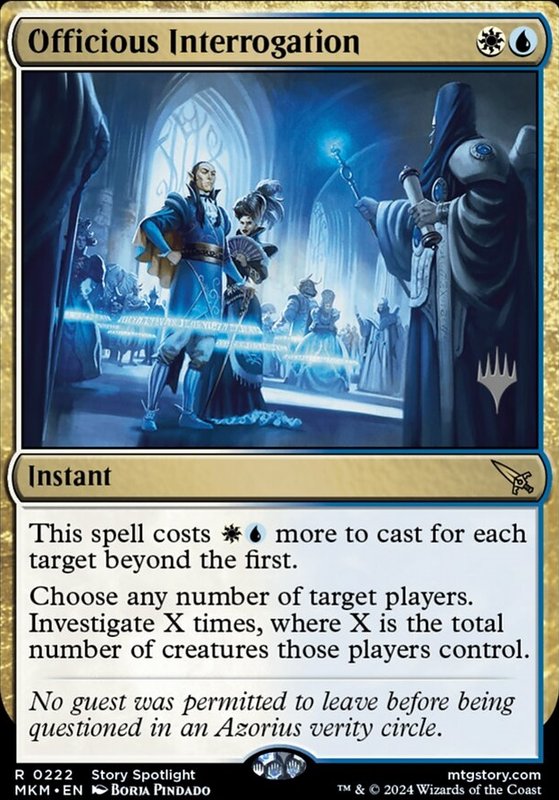 Officious Interrogation
Instant
This spell costs more to cast for each
target beyond the first.
Choose any number of target players.
Investigate X times, where X is the total
number of creatures those players control.
No guest was permitted to leave before being
questioned in an Azorius verity circle.
R 0222 Story Spotlight mtgstory.com
MKM • EN Borja Pindado ™ & © 2024 Wizards of the Coast